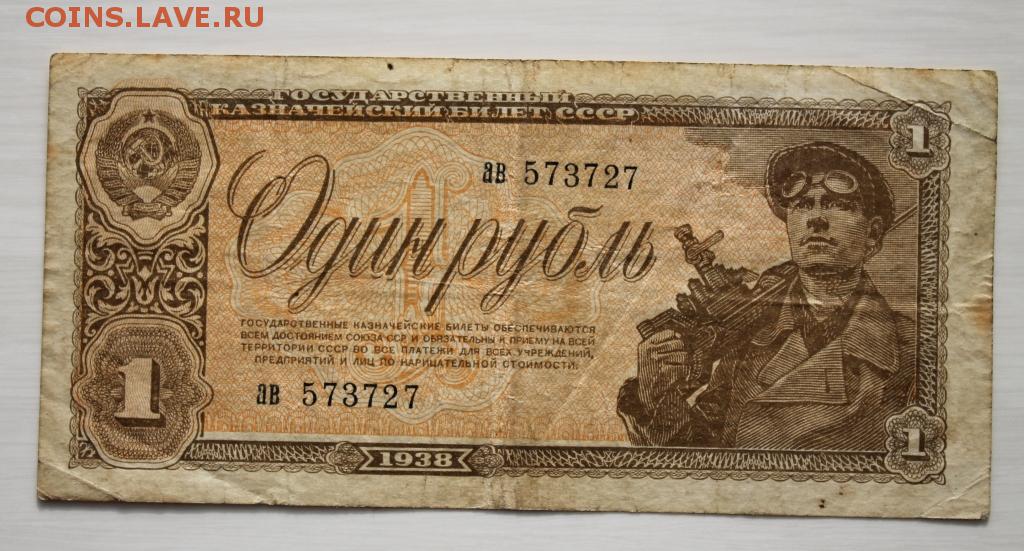 COINS.LAVE.RU
ГОСУДАРСТВЕННЫЙ
КАЗНАЧЕЙСКИЙ БИЛЕТ СССР
1
ав 573727
Один рубль
ГОСУДАРСТВЕННЫЕ КАЗНАЧЕЙСКИЕ БИЛЕТЫ ОБЕСПЕЧИВАЮТСЯ
ВСЕМ ДОСТОЯНИЕМ СОЮЗА ССР И ОБЯЗАТЕЛЬНЫ К ПРИЕМУ НА ВСЕЙ
ТЕРРИТОРИИ СССР ВО ВСЕ ПЛАТЕЖИ ДЛЯ ВСЕХ УЧРЕЖДЕНИЙ,
ПРЕДПРИЯТИЙ И ЛИЦ ПО НАРИЦАТЕЛЬНОЙ СТОИМОСТИ.
1
ав 573727
1
1938